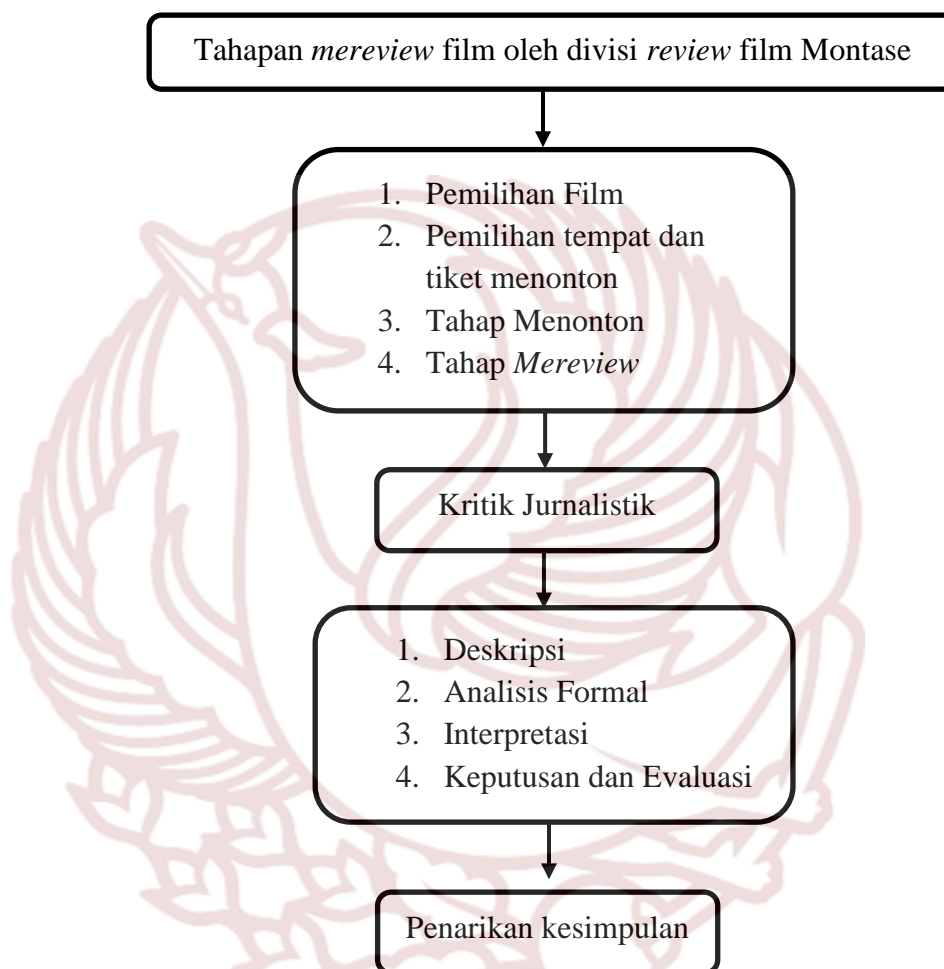 Tahapan mereview film oleh divisi review film Montase
1. Pemilihan Film
2. Pemilihan tempat dan
tiket menonton
3. Tahap Menonton
4. Tahap Mereview
Kritik Jurnalistik
1. Deskripsi
2. Analisis Formal
3. Interpretasi
4. Keputusan dan Evaluasi
Penarikan kesimpulan